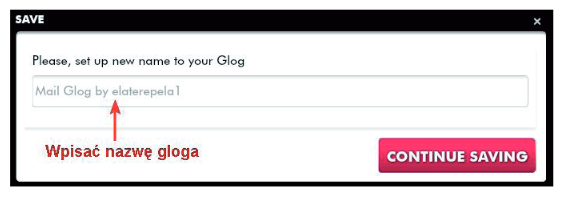 SAVE ×
Please, set up new name to your Glog
Mail Glog by elaterepela1
Wpisać nazwę gloga
CONTINUE SAVING